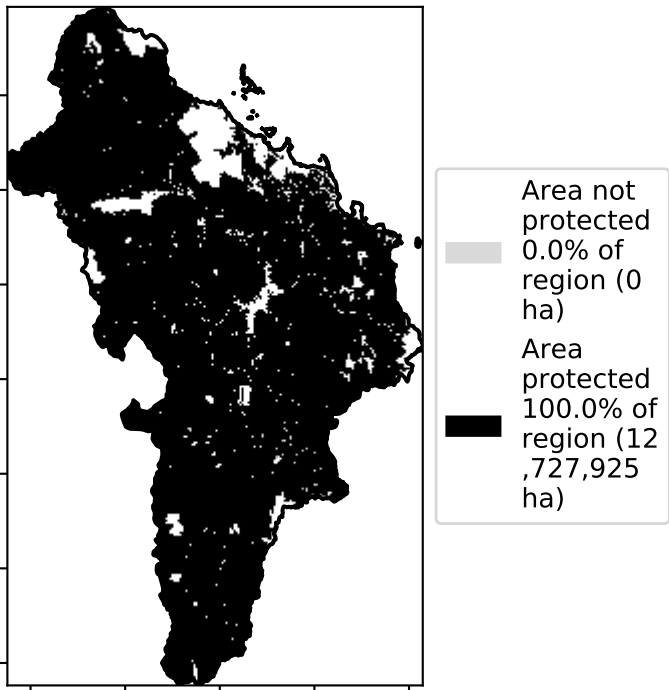 Area not
protected
0.0% of
region (0
ha)
Area
protected
100.0% of
region (12
,727,925
ha)